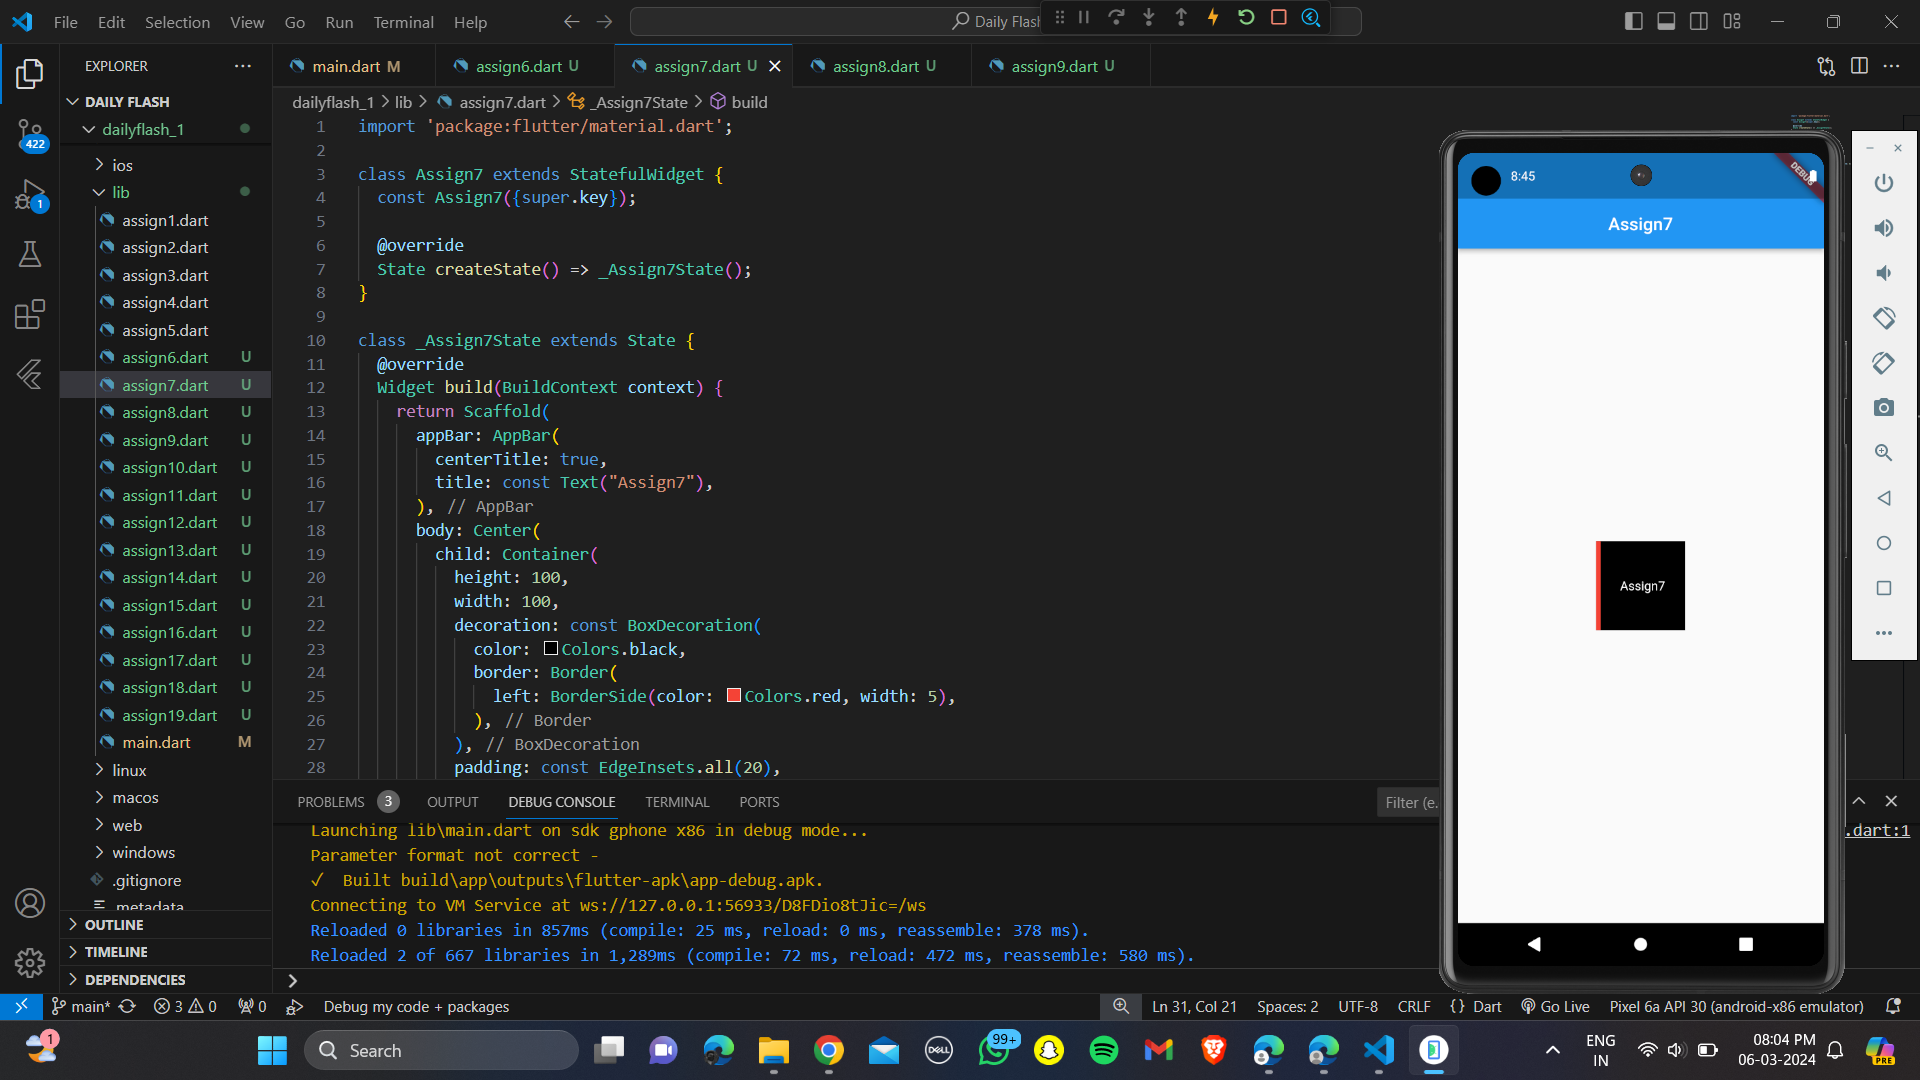 File Edit Selection View Go Run Terminal Help
Daily Flash
EXPLORER
main.dart M
assign6.dart U
assign7.dart U
assign8.dart U
assign9.dart U
DAILY FLASH
dailyflash_1
ios
lib
assign1.dart
assign2.dart
assign3.dart
assign4.dart
assign5.dart
assign6.dart U
assign7.dart U
assign8.dart U
assign9.dart U
assign10.dart U
assign11.dart U
assign12.dart U
assign13.dart U
assign14.dart U
assign15.dart U
assign16.dart U
assign17.dart U
assign18.dart U
assign19.dart U
main.dart M
linux
macos
web
windows
.gitignore
.metadata
OUTLINE
TIMELINE
DEPENDENCIES
422
1
dailyflash_1 > lib > assign7.dart > _Assign7State > build
1 import 'package:flutter/material.dart';
2
3 class Assign7 extends StatefulWidget {
4 const Assign7({super.key});
5
6 @override
7 State createState() => _Assign7State();
8 }
9
10 class _Assign7State extends State {
11 @override
12 Widget build(BuildContext context) {
13 return Scaffold(
14 appBar: AppBar(
15 centerTitle: true,
16 title: const Text("Assign7"),
17 ), // AppBar
18 body: Center(
19 child: Container(
20 height: 100,
21 width: 100,
22 decoration: const BoxDecoration(
23 color: Colors.black,
24 border: Border(
25 left: BorderSide(color: Colors.red, width: 5),
26 ), // Border
27 ), // BoxDecoration
28 padding: const EdgeInsets.all(20),
8:45
DEBUG
Assign7
Assign7
PROBLEMS 3 OUTPUT DEBUG CONSOLE TERMINAL PORTS
Filter (e.
Launching lib\main.dart on sdk gphone x86 in debug mode...
.dart:1
Parameter format not correct -
✓ Built build\app\outputs\flutter-apk\app-debug.apk.
Connecting to VM Service at ws://127.0.0.1:56933/D8FDio8tJic=/ws
Reloaded 0 libraries in 857ms (compile: 25 ms, reload: 0 ms, reassemble: 378 ms).
Reloaded 2 of 667 libraries in 1,289ms (compile: 72 ms, reload: 472 ms, reassemble: 580 ms).
main* 3 0 0 Debug my code + packages Ln 31, Col 21 Spaces: 2 UTF-8 CRLF {} Dart Go Live Pixel 6a API 30 (android-x86 emulator)
1
Search
DELL
99+
ENG
IN
08:04 PM
06-03-2024
PRE